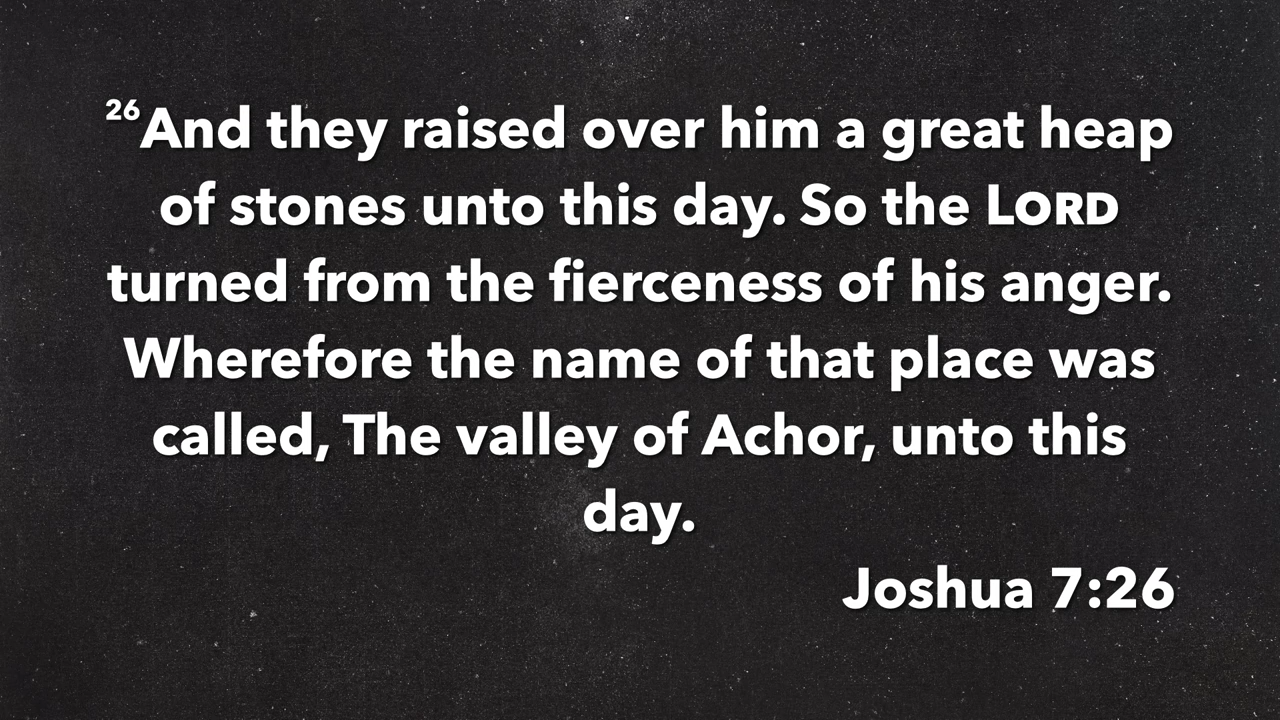 26And they raised over him a great heap
of stones unto this day. So the LORD
turned from the fierceness of his anger.
Wherefore the name of that place was
called, The valley of Achor, unto this
day.
Joshua 7:26